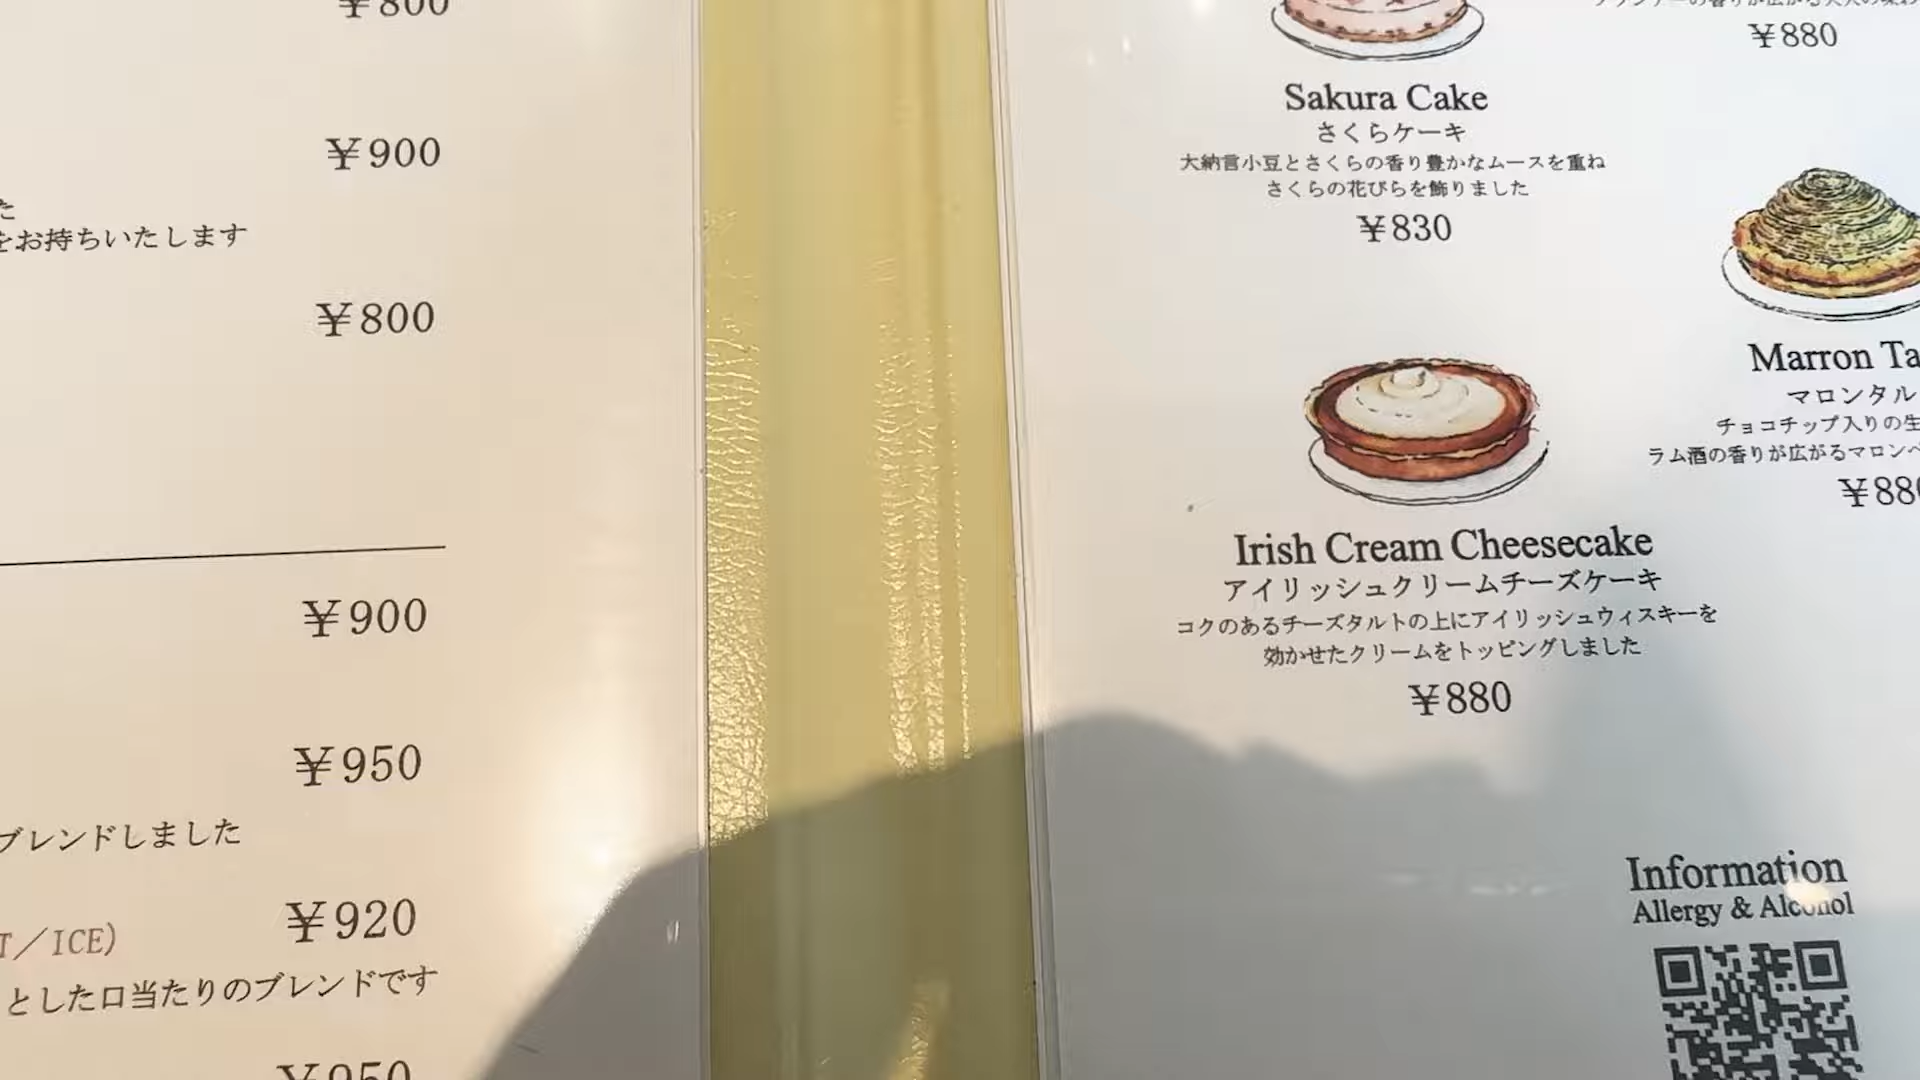 ¥800
¥900
た
をお持ちいたします
¥800
¥900
¥950
ブレンドしました
¥920
T／ICE)
とした口当たりのブレンドです
¥950
¥880
Sakura Cake
さくらケーキ
大納言小豆とさくらの香り豊かなムースを重ね
さくらの花びらを飾りました
¥830
Marron Ta
マロンタル
チョコチップ入りの生
ラム酒の香りが広がるマロンペ
¥880
Irish Cream Cheesecake
アイリッシュクリームチーズケーキ
コクのあるチーズタルトの上にアイリッシュウィスキーを
効かせたクリームをトッピングしました
¥880
Information
Allergy & Alcohol